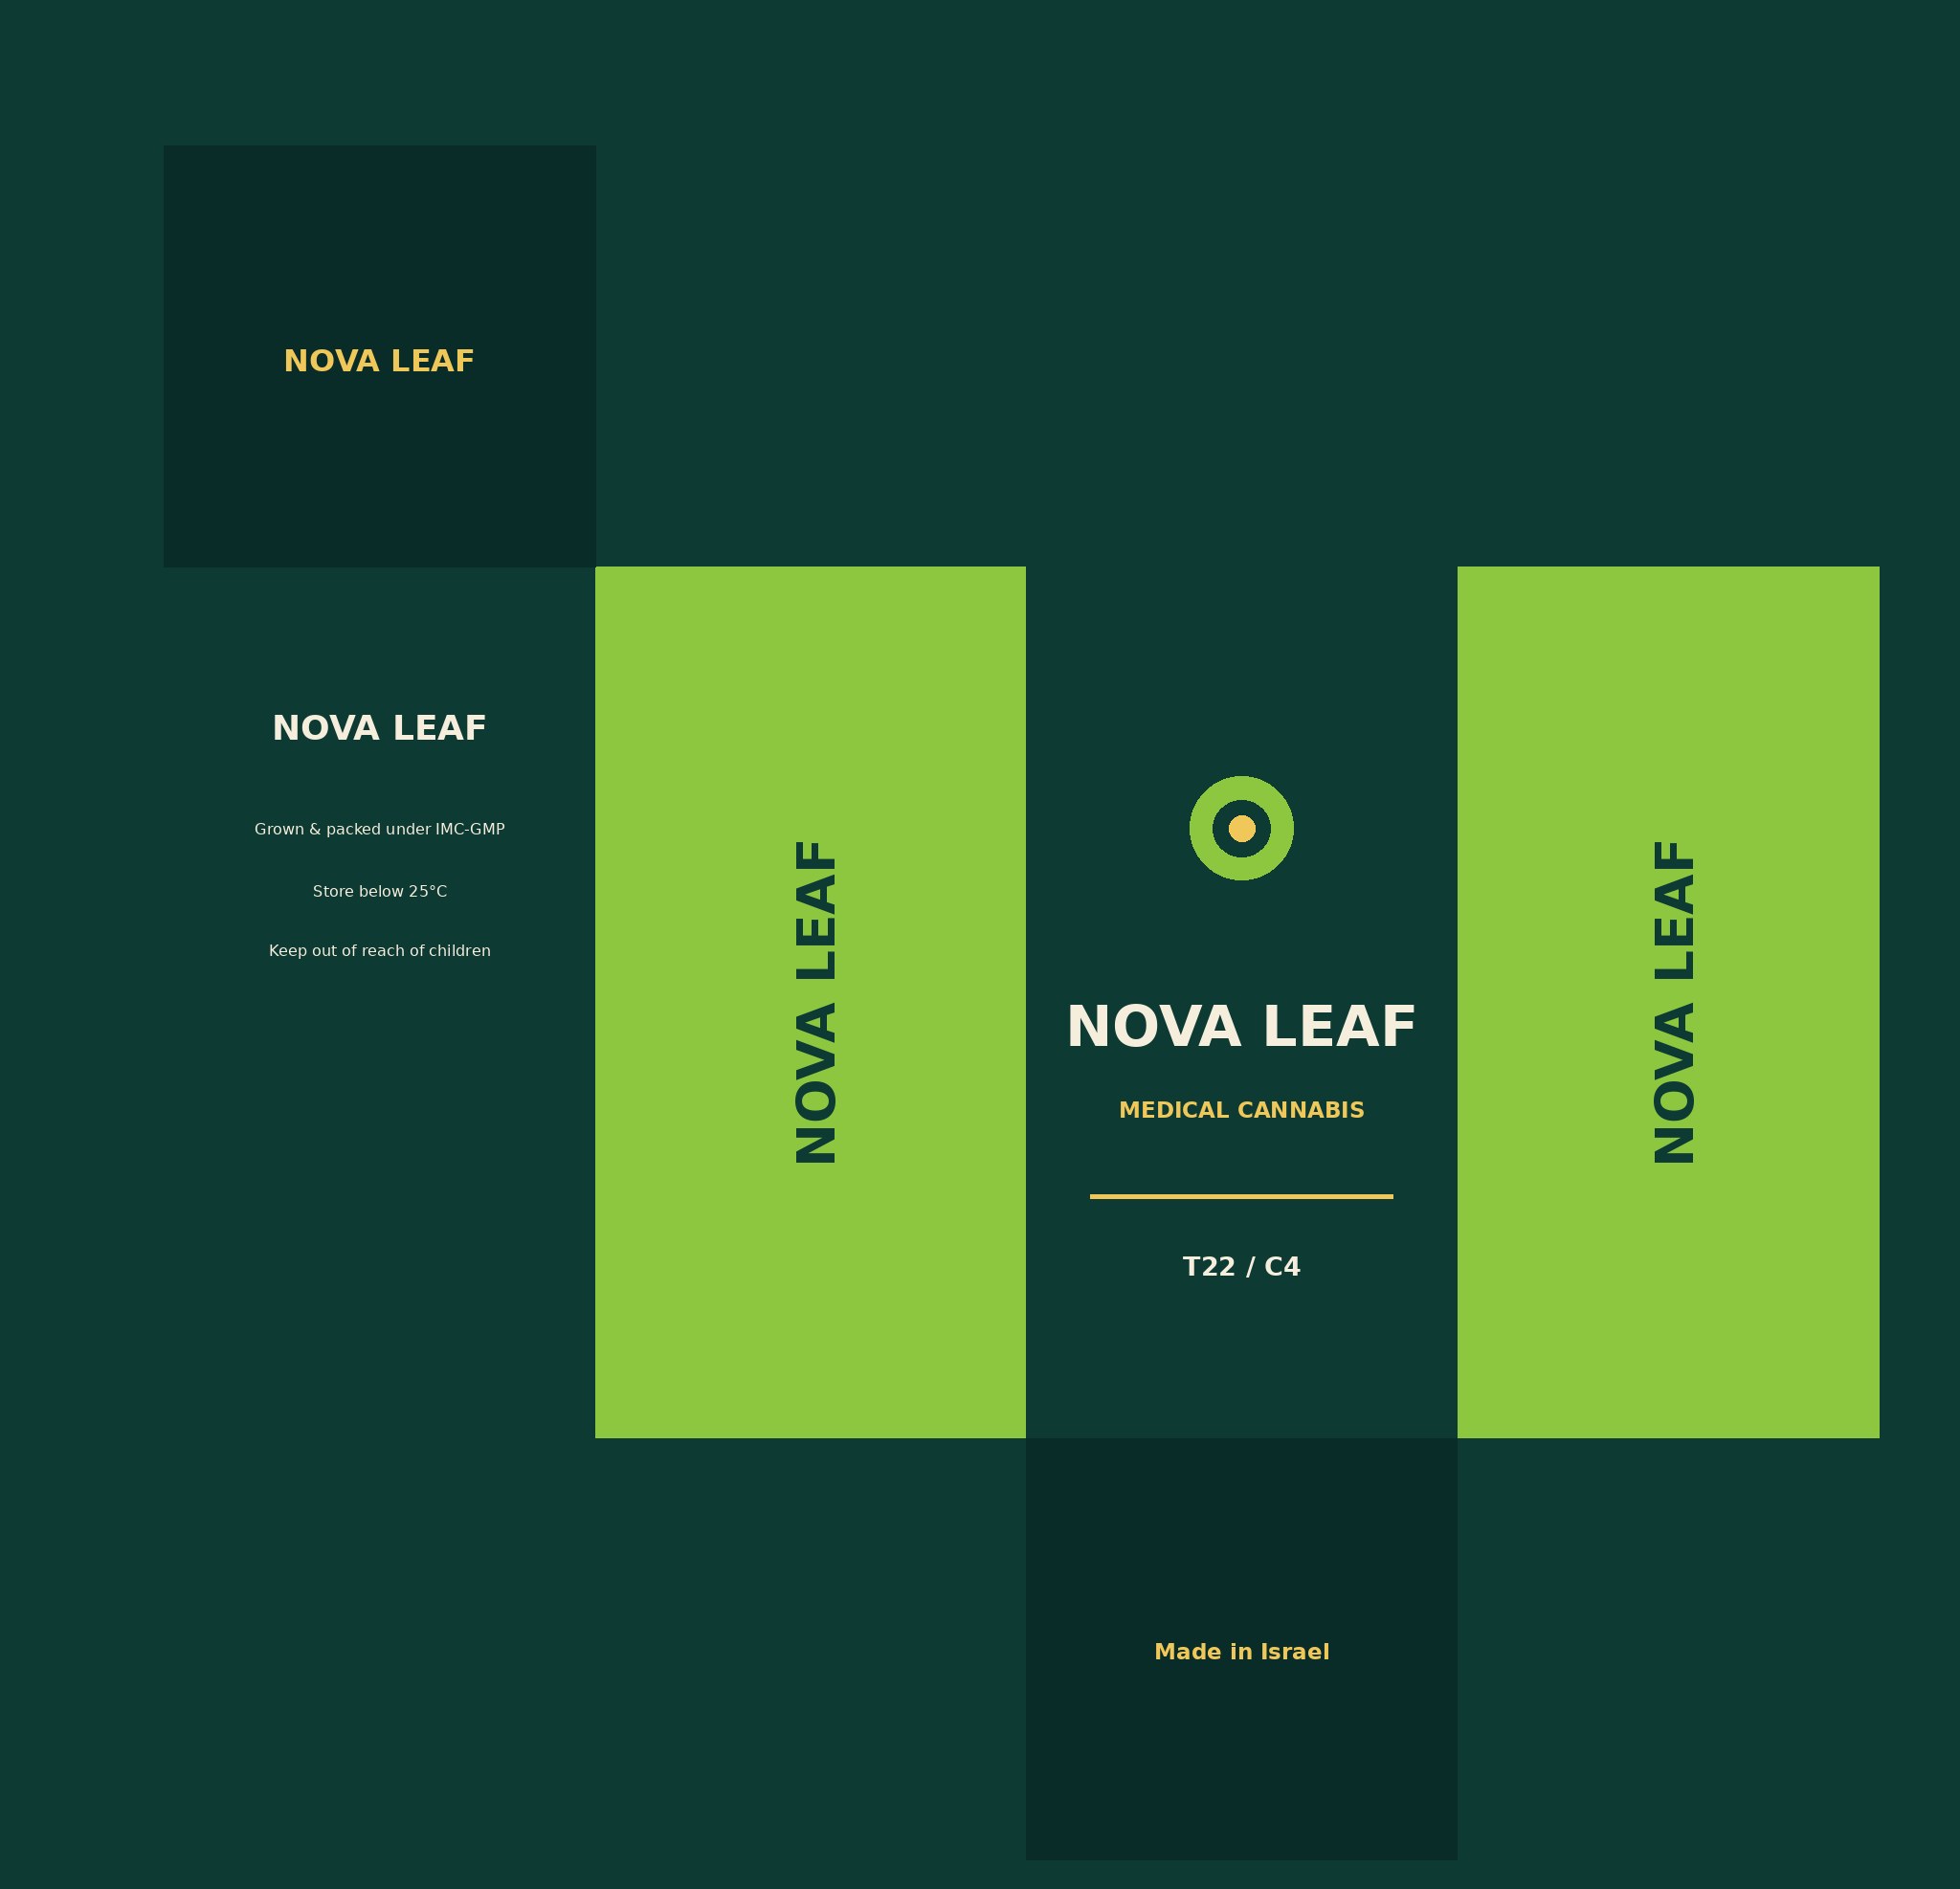 NOVA LEAF
NOVA LEAF
Grown & packed under IMC-GMP
Store below 25°C
Keep out of reach of children
NOVA LEAF
NOVA LEAF
MEDICAL CANNABIS
T22 / C4
NOVA LEAF
Made in Israel